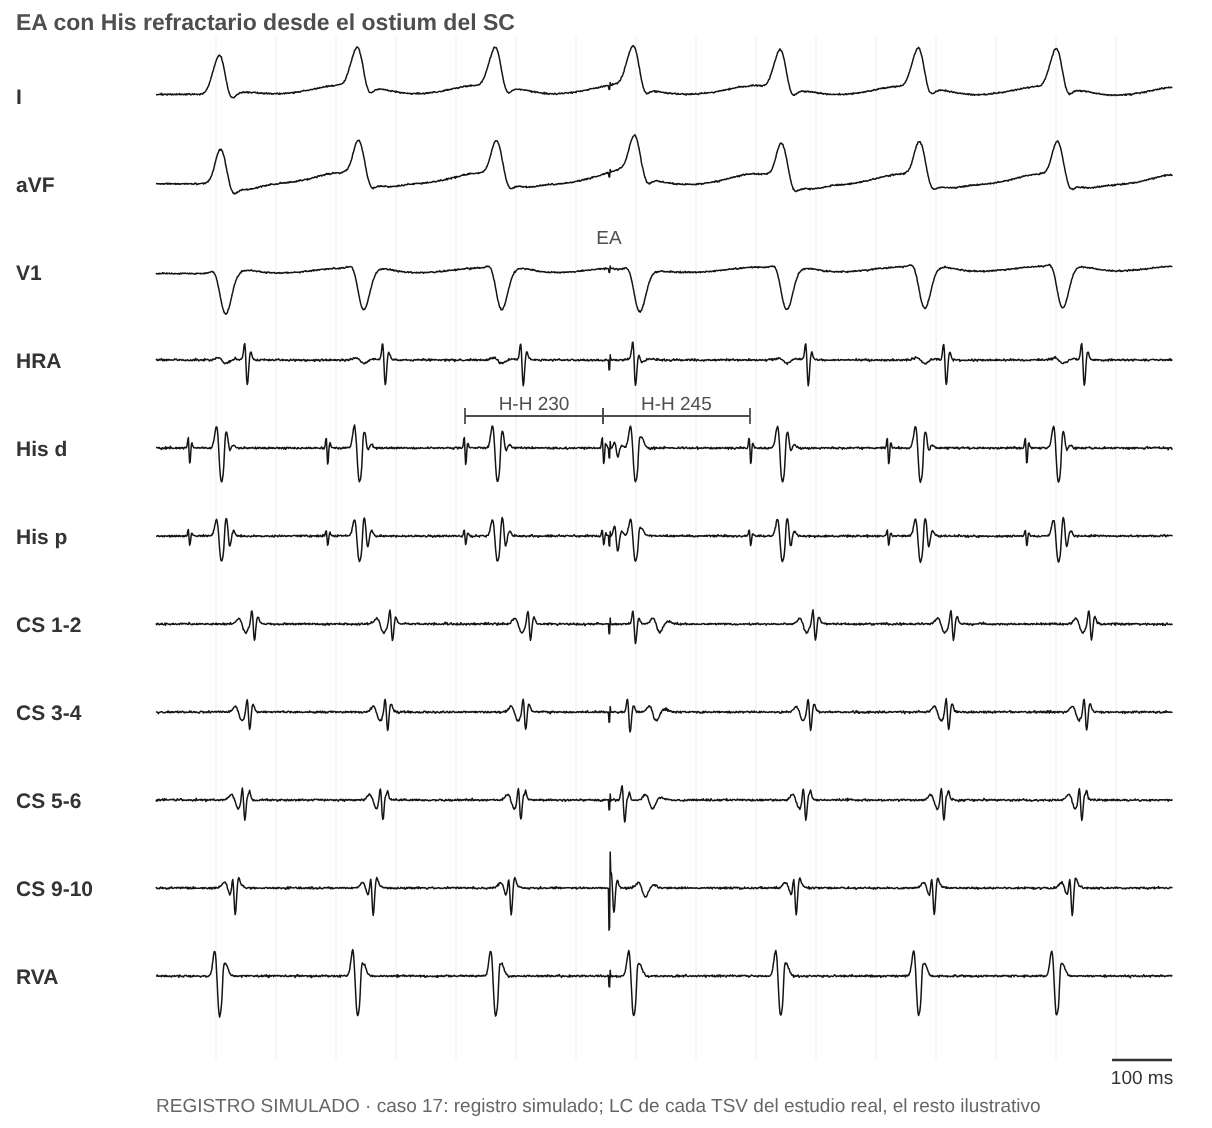 EA con His refractario desde el ostium del SC
I
aVF
EA
V1
HRA
H-H 230 H-H 245
His d
His p
CS 1-2
CS 3-4
CS 5-6
CS 9-10
RVA
100 ms
REGISTRO SIMULADO · caso 17: registro simulado; LC de cada TSV del estudio real, el resto ilustrativo